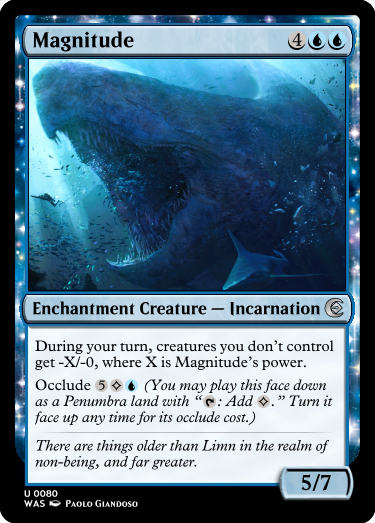 Magnitude 4
Enchantment Creature — Incarnation
During your turn, creatures you don't control
get -X/-0, where X is Magnitude's power.
Occlude 5 (You may play this face down
as a Penumbra land with “: Add .” Turn it
face up any time for its occlude cost.)
There are things older than Limn in the realm of
non-being, and far greater.
5/7
U 0080
WAS Paolo Giandoso